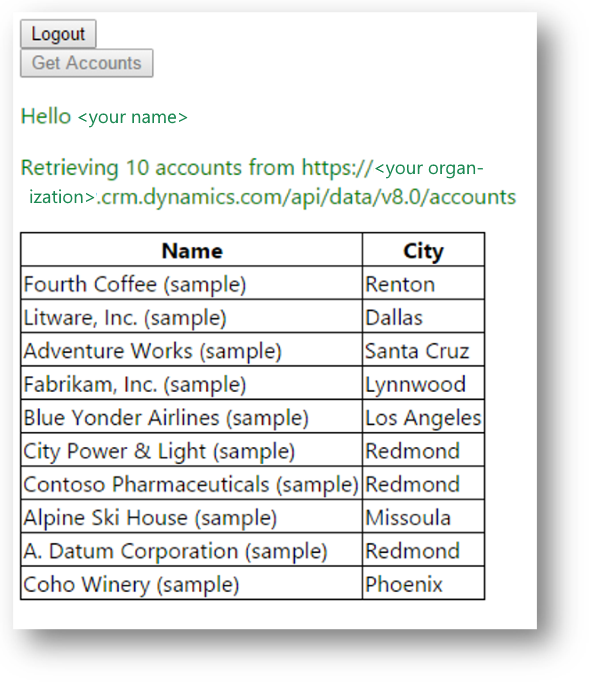 Logout
Get Accounts
Hello <your name>
Retrieving 10 accounts from https://<your organ-
ization>.crm.dynamics.com/api/data/v8.0/accounts
Name City
Fourth Coffee (sample) Renton
Litware, Inc. (sample) Dallas
Adventure Works (sample) Santa Cruz
Fabrikam, Inc. (sample) Lynnwood
Blue Yonder Airlines (sample) Los Angeles
City Power & Light (sample) Redmond
Contoso Pharmaceuticals (sample) Redmond
Alpine Ski House (sample) Missoula
A. Datum Corporation (sample) Redmond
Coho Winery (sample) Phoenix